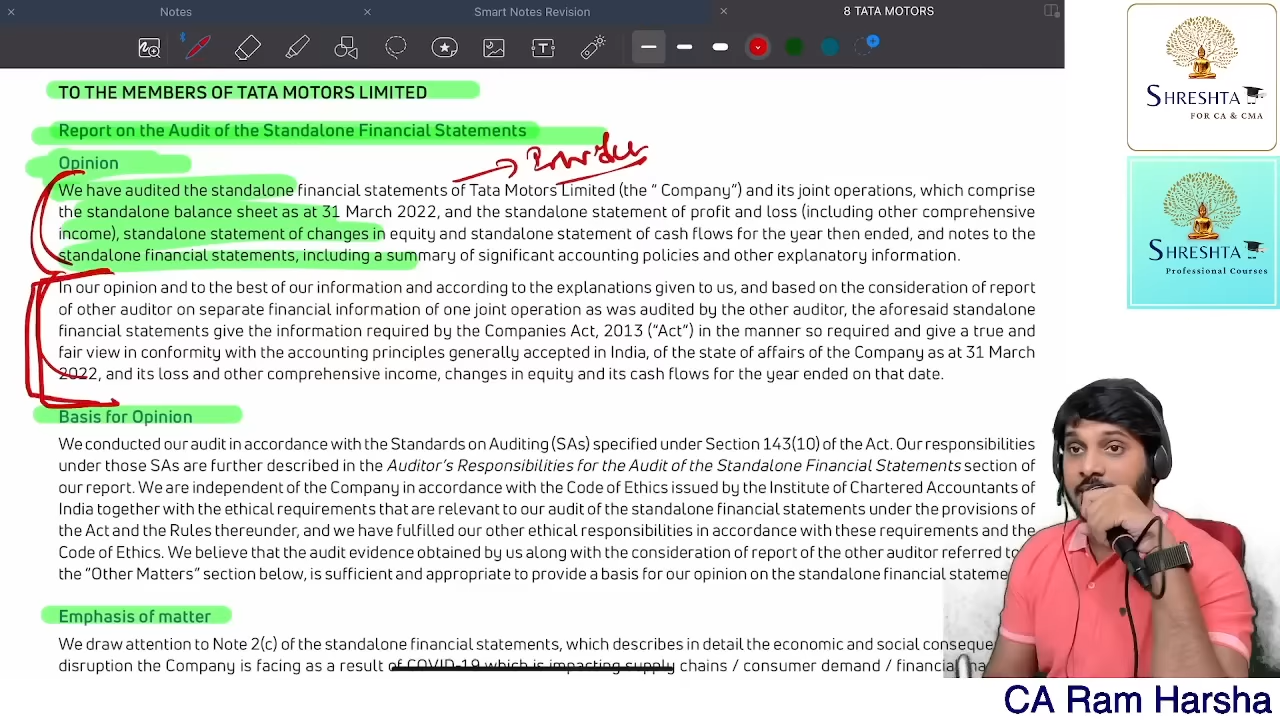 Notes
Smart Notes Revision
8 TATA MOTORS
TO THE MEMBERS OF TATA MOTORS LIMITED
Report on the Audit of the Standalone Financial Statements
Opinion
We have audited the standalone financial statements of Tata Motors Limited (the “ Company”) and its joint operations, which comprise
the standalone balance sheet as at 31 March 2022, and the standalone statement of profit and loss (including other comprehensive
income), standalone statement of changes in equity and standalone statement of cash flows for the year then ended, and notes to the
standalone financial statements, including a summary of significant accounting policies and other explanatory information.
In our opinion and to the best of our information and according to the explanations given to us, and based on the consideration of report
of other auditor on separate financial information of one joint operation as was audited by the other auditor, the aforesaid standalone
financial statements give the information required by the Companies Act, 2013 (“Act”) in the manner so required and give a true and
fair view in conformity with the accounting principles generally accepted in India, of the state of affairs of the Company as at 31 March
2022, and its loss and other comprehensive income, changes in equity and its cash flows for the year ended on that date.
Basis for Opinion
We conducted our audit in accordance with the Standards on Auditing (SAs) specified under Section 143(10) of the Act. Our responsibilities
under those SAs are further described in the Auditor’s Responsibilities for the Audit of the Standalone Financial Statements section of
our report. We are independent of the Company in accordance with the Code of Ethics issued by the Institute of Chartered Accountants of
India together with the ethical requirements that are relevant to our audit of the standalone financial statements under the provisions of
the Act and the Rules thereunder, and we have fulfilled our other ethical responsibilities in accordance with these requirements and the
Code of Ethics. We believe that the audit evidence obtained by us along with the consideration of report of the other auditor referred
the “Other Matters” section below, is sufficient and appropriate to provide a basis for our opinion on the standalone financial
Emphasis of matter
We draw attention to Note 2(c) of the standalone financial statements, which describes in detail the economic and social
disruption the Company is facing as a result of COVID-19 which is impacting supply chains / consumer demand / financial
SHRESHTA
FOR CA & CMA
SHRESHTA
Professional Courses
CA Ram Harsha